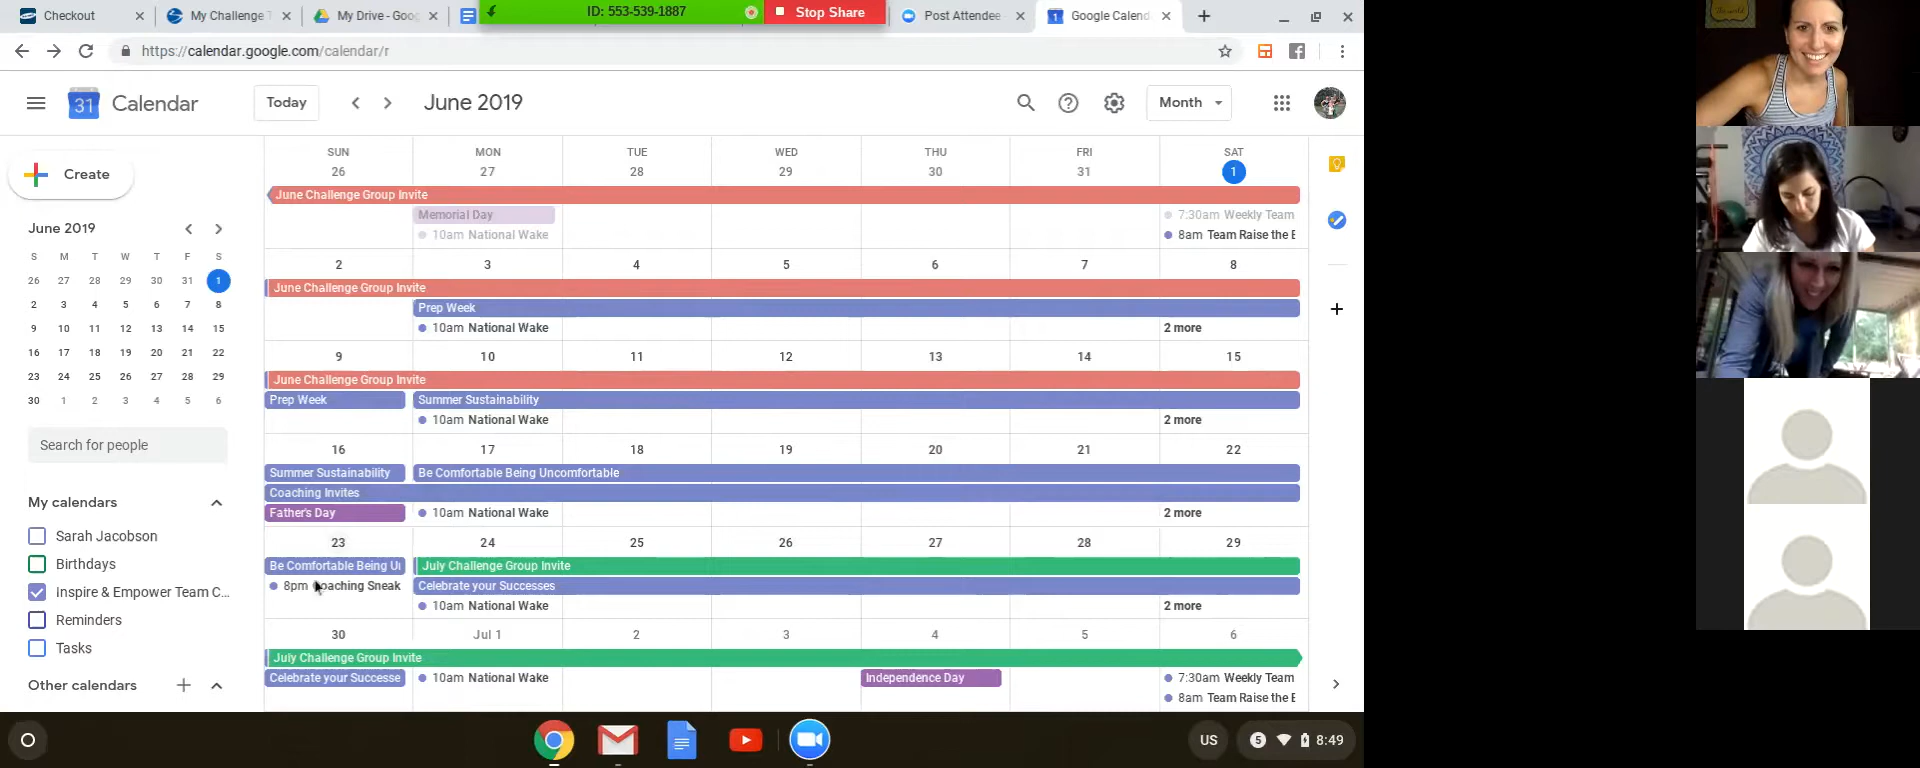 Checkout
My Challenge T
My Drive - Goog
ID: 553-539-1887
Stop Share
Post Attendee
Google Calend
https://calendar.google.com/calendar/r
31 Calendar
Today
June 2019
Month
SUN MON TUE WED THU FRI SAT
Create
26 27 28 29 30 31 1
June Challenge Group Invite
Memorial Day
7:30am Weekly Team
10am National Wake
8am Team Raise the B
June 2019
S M T W T F S
26 27 28 29 30 31 1
2 3 4 5 6 7 8
9 10 11 12 13 14 15
16 17 18 19 20 21 22
23 24 25 26 27 28 29
30 1 2 3 4 5 6
2 3 4 5 6 7 8
June Challenge Group Invite
Prep Week
10am National Wake
2 more
9 10 11 12 13 14 15
June Challenge Group Invite
Prep Week
Summer Sustainability
10am National Wake
2 more
Search for people
16 17 18 19 20 21 22
Summer Sustainability
Be Comfortable Being Uncomfortable
Coaching Invites
Father's Day
10am National Wake
2 more
My calendars
Sarah Jacobson
Birthdays
Inspire & Empower Team C...
Reminders
Tasks
Other calendars
23 24 25 26 27 28 29
Be Comfortable Being U
July Challenge Group Invite
8pm Coaching Sneak
Celebrate your Successes
10am National Wake
2 more
30 Jul 1 2 3 4 5 6
July Challenge Group Invite
Celebrate your Successe
10am National Wake
Independence Day
7:30am Weekly Team
8am Team Raise the B
US
5
8:49